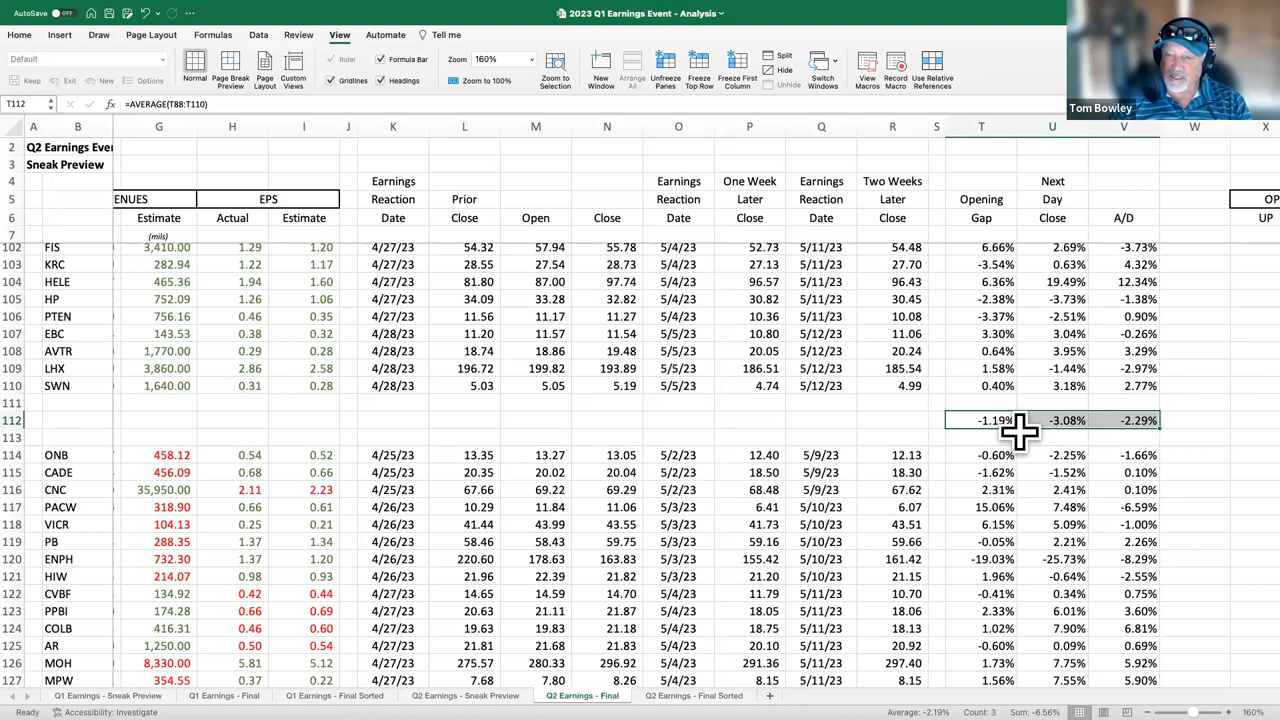 AutoSave OFF
2023 Q1 Earnings Event - Analysis
Home Insert Draw Page Layout Formulas Data Review View Automate Tell me
Default
Keep Exit New Options
Normal Page Break Preview Page Layout Custom Views
Ruler Formula Bar
Gridlines Headings
Zoom 160%
Zoom to 100%
Zoom to Selection
New Window Arrange All Unfreeze Panes Freeze Top Row Freeze First Column
Split
Hide
Unhide
Switch Windows View Macros Record Macro Use Relative References
Tom Bowley
T112 fx =AVERAGE(T88:T110)
A B G H I J K L M N O P Q R S T U V W X
2 Q2 Earnings Even
3 Sneak Preview
4 Earnings Earnings One Week Earnings Two Weeks Next
5 ENUES EPS Reaction Prior Reaction Later Reaction Later Opening Day OP
6 Estimate Actual Estimate Date Close Open Close Date Close Date Close Gap Close A/D UP
7 (mils)
102 FIS 3,410.00 1.29 1.20 4/27/23 54.32 57.94 55.78 5/4/23 52.73 5/11/23 54.48 6.66% 2.69% -3.73%
103 KRC 282.94 1.22 1.17 4/27/23 28.55 27.54 28.73 5/4/23 27.13 5/11/23 27.70 -3.54% 0.63% 4.32%
104 HELE 465.36 1.94 1.60 4/27/23 81.80 87.00 97.74 5/4/23 96.57 5/11/23 96.43 6.36% 19.49% 12.34%
105 HP 752.09 1.26 1.06 4/27/23 34.09 33.28 32.82 5/4/23 30.82 5/11/23 30.45 -2.38% -3.73% -1.38%
106 PTEN 756.16 0.46 0.35 4/27/23 11.56 11.17 11.27 5/4/23 10.36 5/11/23 10.08 -3.37% -2.51% 0.90%
107 EBC 143.53 0.38 0.32 4/28/23 11.20 11.57 11.54 5/5/23 10.80 5/12/23 11.06 3.30% 3.04% -0.26%
108 AVTR 1,770.00 0.29 0.28 4/28/23 18.74 18.86 19.48 5/5/23 20.05 5/12/23 20.24 0.64% 3.95% 3.29%
109 LHX 3,860.00 2.86 2.58 4/28/23 196.72 199.82 193.89 5/5/23 186.51 5/12/23 185.54 1.58% -1.44% -2.97%
110 SWN 1,640.00 0.31 0.28 4/28/23 5.03 5.05 5.19 5/5/23 4.74 5/12/23 4.99 0.40% 3.18% 2.77%
111
112 -1.19% -3.08% -2.29%
113
114 ONB 458.12 0.54 0.52 4/25/23 13.35 13.27 13.05 5/2/23 12.40 5/9/23 12.13 -0.60% -2.25% -1.66%
115 CADE 456.09 0.68 0.66 4/25/23 20.35 20.02 20.04 5/2/23 18.50 5/9/23 18.30 -1.62% -1.52% 0.10%
116 CNC 35,950.00 2.11 2.23 4/25/23 67.66 69.22 69.29 5/2/23 68.48 5/9/23 67.62 2.31% 2.41% 0.10%
117 PACW 318.90 0.66 0.61 4/26/23 10.29 11.84 11.06 5/3/23 6.41 5/10/23 6.07 15.06% 7.48% -6.59%
118 VICR 104.13 0.25 0.21 4/26/23 41.44 43.99 43.55 5/3/23 41.73 5/10/23 43.51 6.15% 5.09% -1.00%
119 PB 288.35 1.37 1.34 4/26/23 58.46 58.43 59.75 5/3/23 59.16 5/10/23 59.66 -0.05% 2.21% 2.26%
120 ENPH 732.30 1.37 1.20 4/26/23 220.60 178.63 163.83 5/3/23 155.42 5/10/23 161.42 -19.03% -25.73% -8.29%
121 HIW 214.07 0.98 0.93 4/26/23 21.96 22.39 21.82 5/3/23 21.20 5/10/23 21.15 1.96% -0.64% -2.55%
122 CVBF 134.92 0.42 0.44 4/27/23 14.65 14.59 14.70 5/4/23 11.79 5/11/23 10.70 -0.41% 0.34% 0.75%
123 PPBI 174.28 0.66 0.69 4/27/23 20.63 21.11 21.87 5/4/23 18.05 5/11/23 18.06 2.33% 6.01% 3.60%
124 COLB 416.31 0.46 0.60 4/27/23 19.63 19.83 21.18 5/4/23 18.75 5/11/23 18.13 1.02% 7.90% 6.81%
125 AR 1,250.00 0.50 0.54 4/27/23 21.81 21.68 21.83 5/4/23 20.10 5/11/23 20.92 -0.60% 0.09% 0.69%
126 MOH 8,330.00 5.81 5.12 4/27/23 275.57 280.33 296.92 5/4/23 291.36 5/11/23 297.40 1.73% 7.75% 5.92%
127 MPW 354.55 0.37 0.22 4/27/23 7.68 7.80 8.26 5/4/23 8.15 5/11/23 8.33 1.56% 7.55% 5.90%
Q1 Earnings - Sneak Preview Q1 Earnings - Final Q1 Earnings - Final Sorted Q2 Earnings - Sneak Preview Q2 Earnings - Final Q2 Earnings - Final Sorted +
Ready Accessibility: Investigate Average: -2.19% Count: 3 Sum: -6.56% 160%